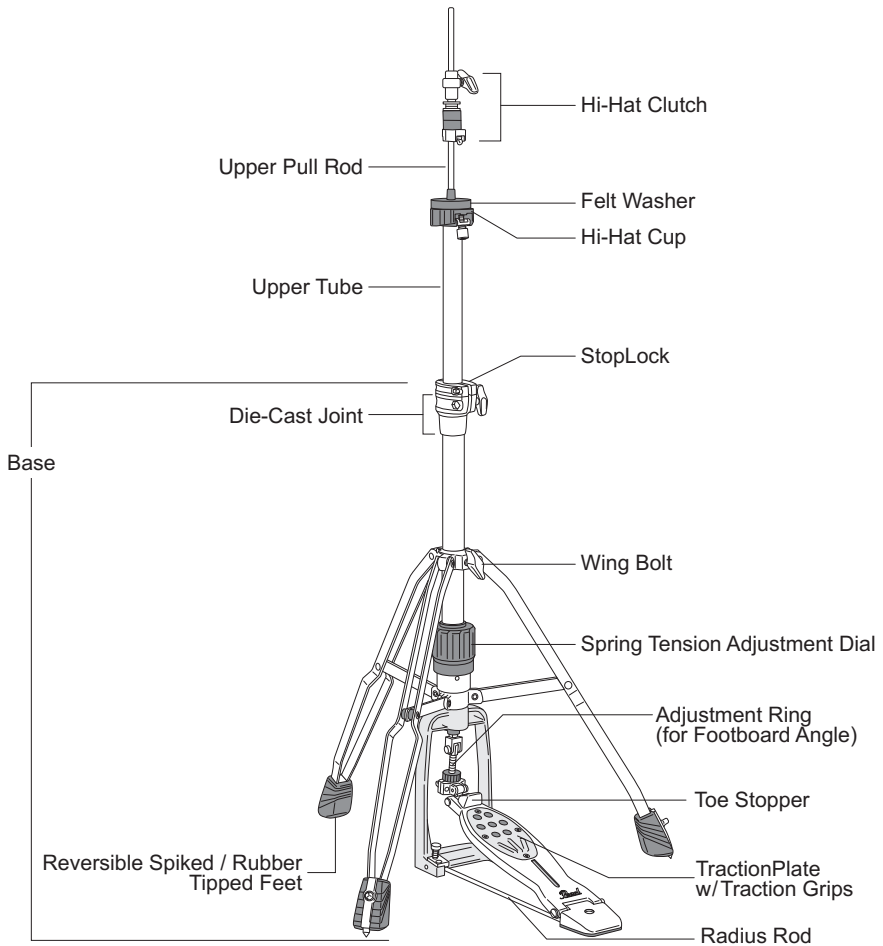 Hi-Hat Clutch
Upper Pull Rod
Felt Washer
Hi-Hat Cup
Upper Tube
StopLock
Die-Cast Joint
Base
Wing Bolt
Spring Tension Adjustment Dial
Adjustment Ring
(for Footboard Angle)
Toe Stopper
Reversible Spiked / Rubber
Tipped Feet
TractionPlate
w/Traction Grips
Pearl
Radius Rod